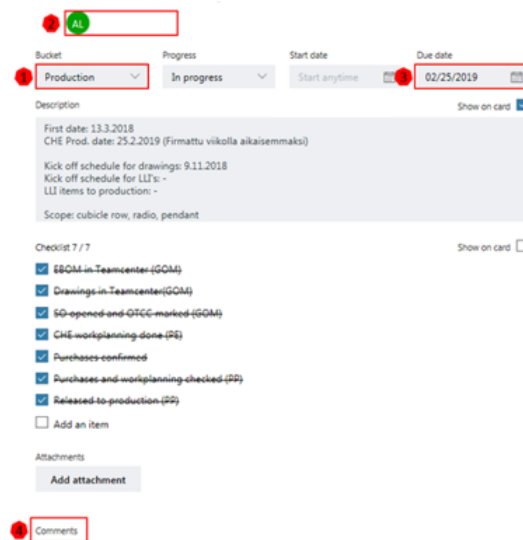 2 AL
Bucket Progress Start date Due date
1 Production In progress Start anytime 3 02/25/2019
Description Show on card
First date: 13.3.2018
CHE Prod. date: 25.2.2019 (Firmattu viikolla aikaisemmaksi)
Kick off schedule for drawings: 9.11.2018
Kick off schedule for LLI's: -
LLI items to production: -
Scope: cubicle row, radio, pendant
Checklist 7 / 7 Show on card
EBOM in Teamcenter (GOM)
Drawings in Teamcenter(GOM)
SO opened and OTCC marked (GOM)
CHE workplanning done (PE)
Purchases confirmed
Purchases and workplanning checked (PP)
Released to production (PP)
Add an item
Attachments
Add attachment
4 Comments